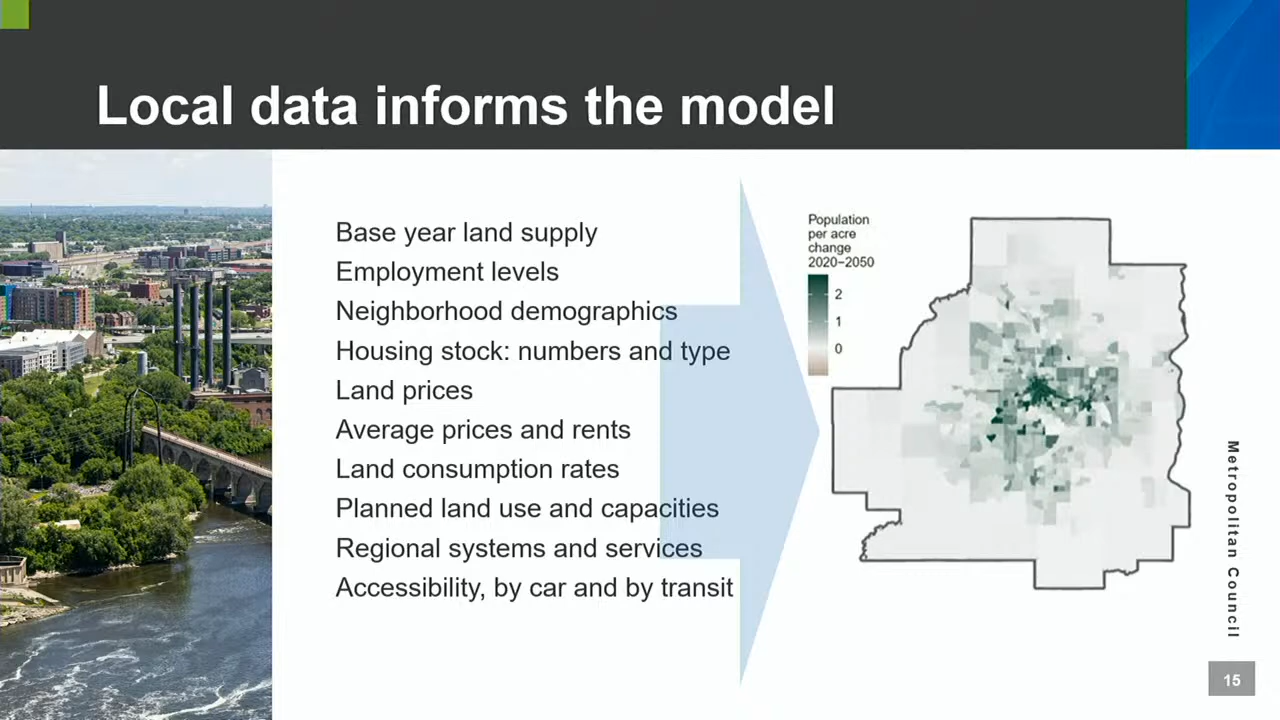 Local data informs the model
Base year land supply
Employment levels
Neighborhood demographics
Housing stock: numbers and type
Land prices
Average prices and rents
Land consumption rates
Planned land use and capacities
Regional systems and services
Accessibility, by car and by transit
Population
per acre
change
2020–2050
2
1
0
Metropolitan Council
15